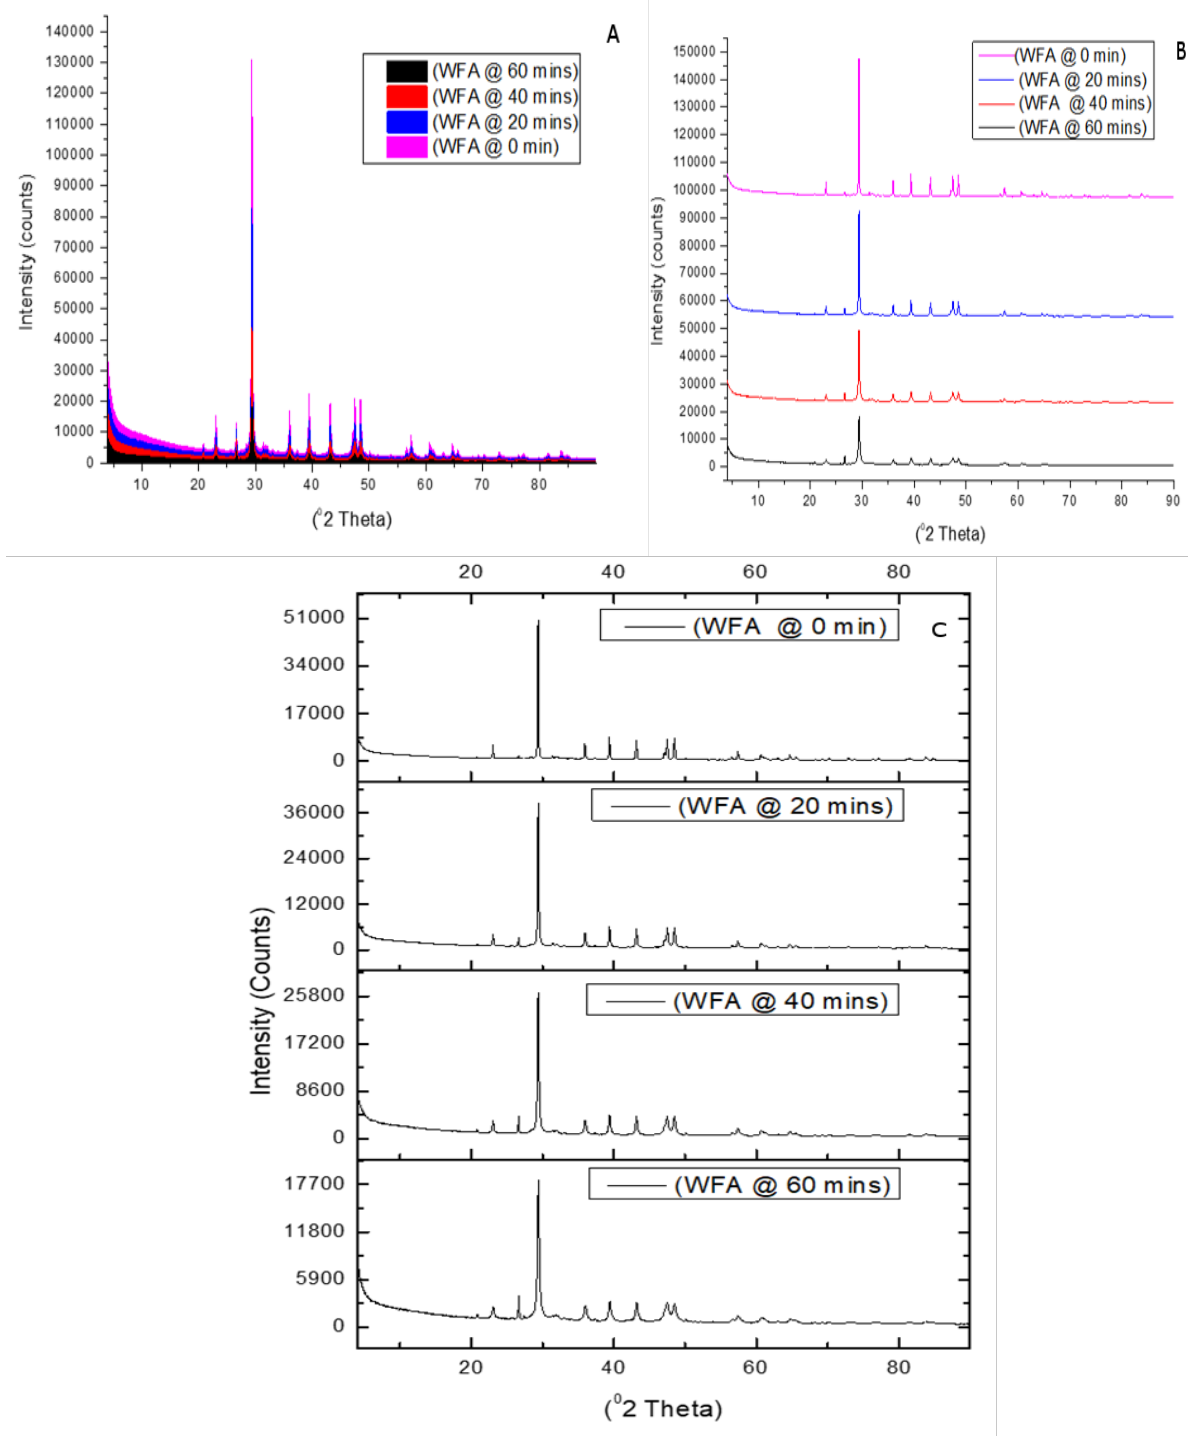 A
140000
130000
120000
110000
100000
90000
80000
70000
60000
50000
40000
30000
20000
10000
0
Intensity (counts)
(WFA @ 60 mins)
(WFA @ 40 mins)
(WFA @ 20 mins)
(WFA @ 0 min)
10 20 30 40 50 60 70 80
(⁰2 Theta)
B
150000
140000
130000
120000
110000
100000
90000
80000
70000
60000
50000
40000
30000
20000
10000
0
Intensity (counts)
(WFA @ 0 min)
(WFA @ 20 mins)
(WFA @ 40 mins)
(WFA @ 60 mins)
10 20 30 40 50 60 70 80 90
(⁰2 Theta)
20 40 60 80
C
(WFA @ 0 min)
51000
34000
17000
0
(WFA @ 20 mins)
36000
24000
12000
0
Intensity (Counts)
(WFA @ 40 mins)
25800
17200
8600
0
(WFA @ 60 mins)
17700
11800
5900
0
20 40 60 80
(⁰2 Theta)